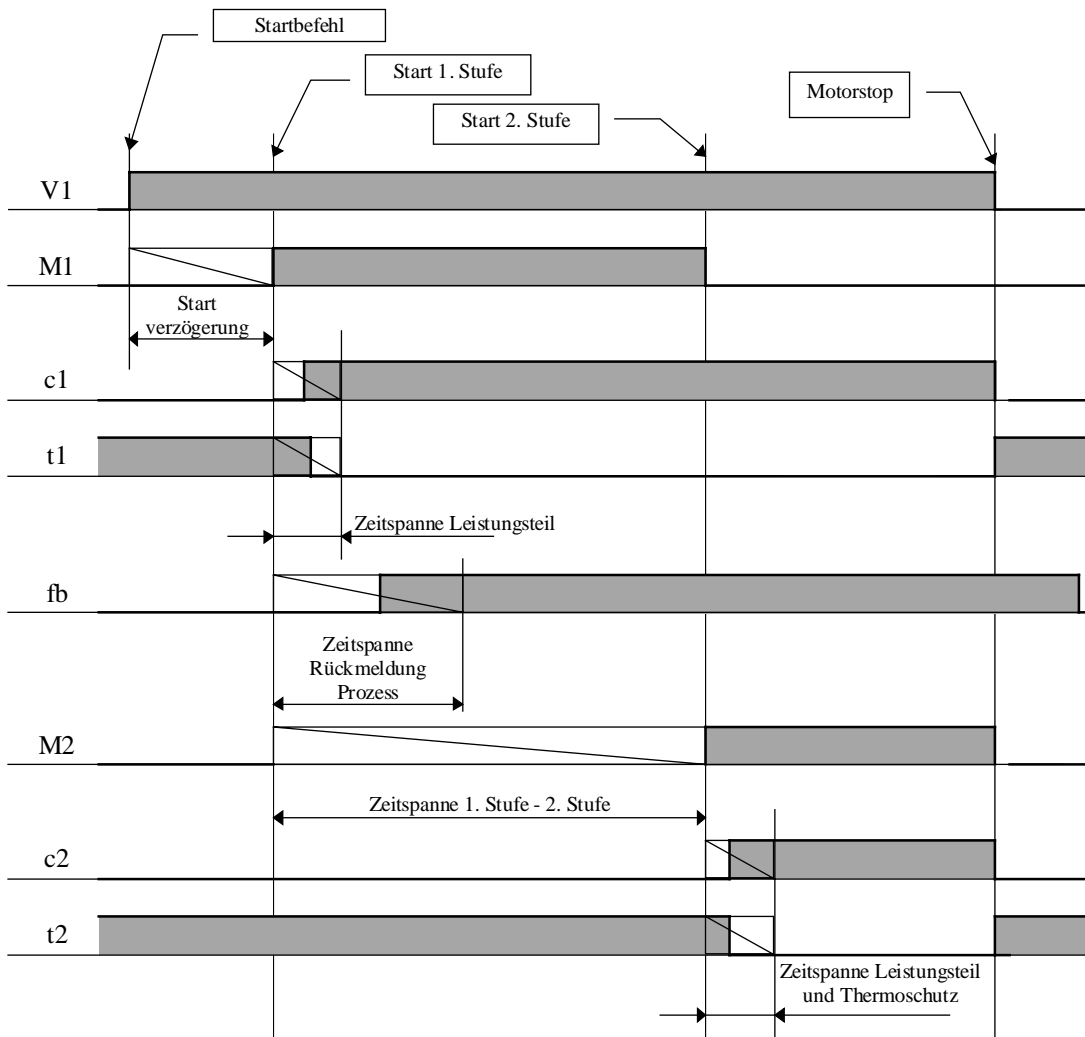 Startbefehl
Start 1. Stufe
Start 2. Stufe
Motorstop
V1
M1
Start
verzögerung
c1
t1
Zeitspanne Leistungsteil
fb
Zeitspanne
Rückmeldung
Prozess
M2
Zeitspanne 1. Stufe - 2. Stufe
c2
t2
Zeitspanne Leistungsteil
und Thermoschutz